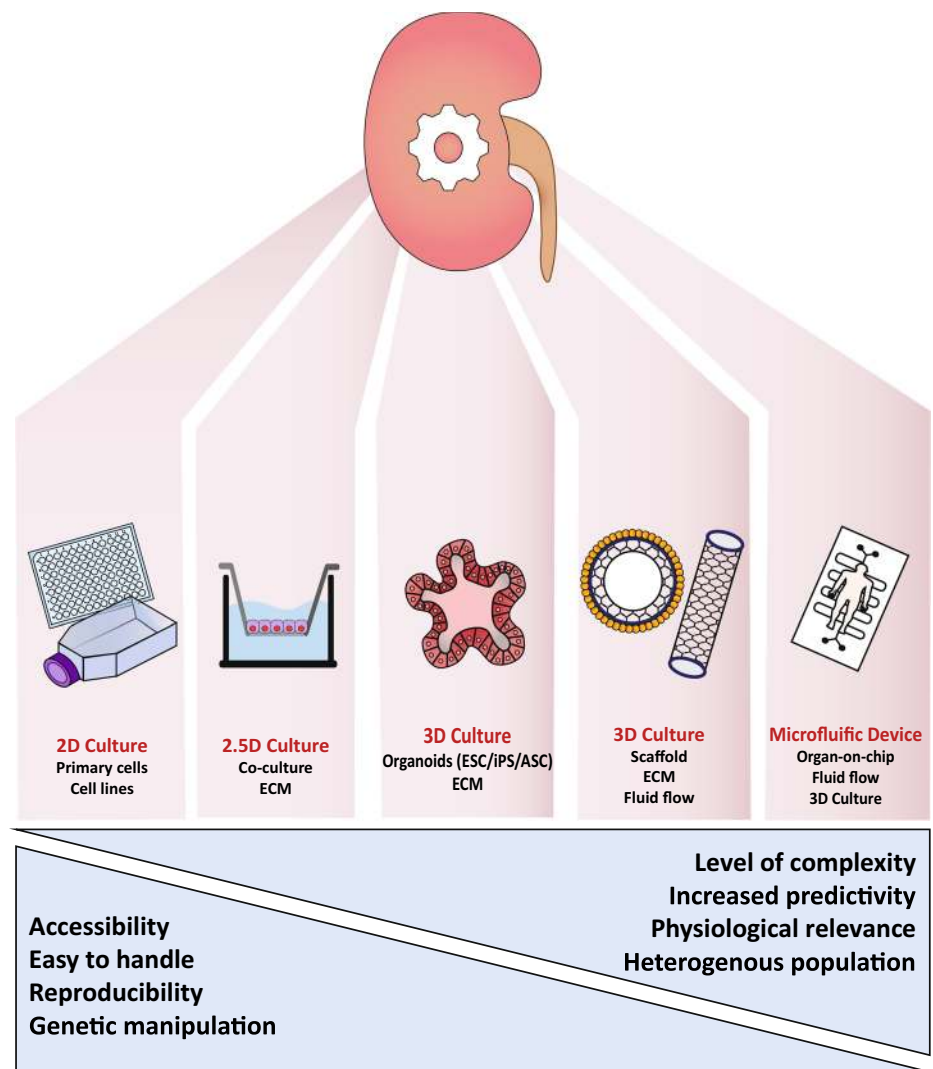 2D Culture
Primary cells
Cell lines
2.5D Culture
Co-culture
ECM
3D Culture
Organoids (ESC/iPS/ASC)
ECM
3D Culture
Scaffold
ECM
Fluid flow
Microfluific Device
Organ-on-chip
Fluid flow
3D Culture
Level of complexity
Increased predictivity
Physiological relevance
Heterogenous population
Accessibility
Easy to handle
Reproducibility
Genetic manipulation